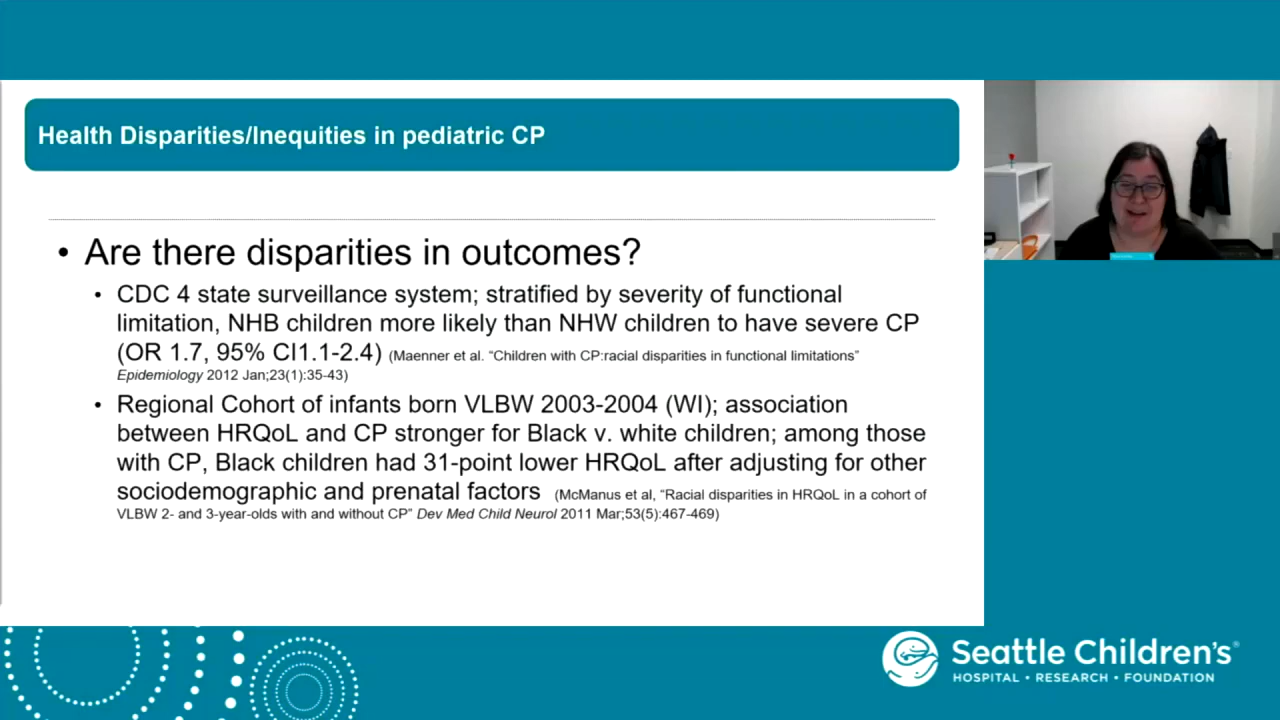 Health Disparities/Inequities in pediatric CP
• Are there disparities in outcomes?
• CDC 4 state surveillance system; stratified by severity of functional
limitation, NHB children more likely than NHW children to have severe CP
(OR 1.7, 95% CI1.1-2.4) (Maenner et al. “Children with CP:racial disparities in functional limitations”
Epidemiology 2012 Jan;23(1):35-43)
• Regional Cohort of infants born VLBW 2003-2004 (WI); association
between HRQoL and CP stronger for Black v. white children; among those
with CP, Black children had 31-point lower HRQoL after adjusting for other
sociodemographic and prenatal factors (McManus et al, “Racial disparities in HRQoL in a cohort of
VLBW 2- and 3-year-olds with and without CP” Dev Med Child Neurol 2011 Mar;53(5):467-469)
Seattle Children's®
HOSPITAL • RESEARCH • FOUNDATION